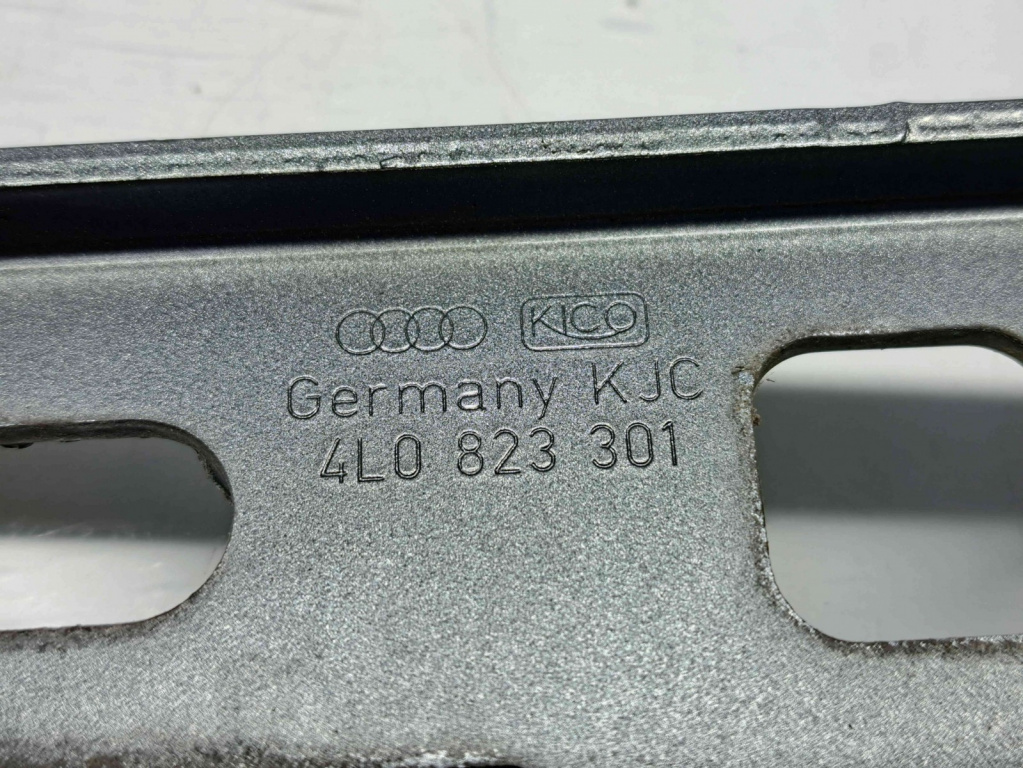 KICO
Germany KJC
4L0 823 301